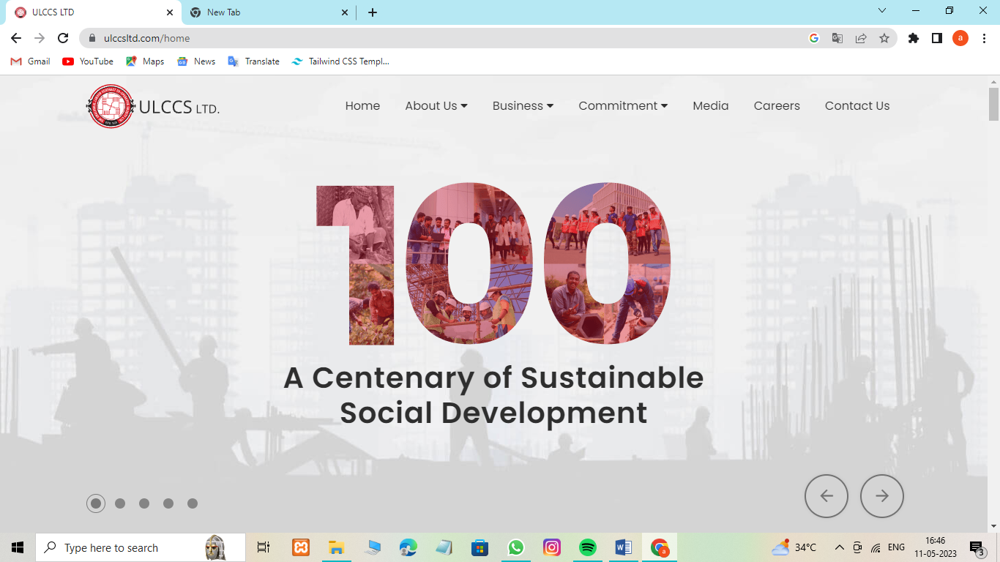 ULCCS LTD
New Tab
ulccsltd.com/home
a
Gmail
YouTube
Maps
News
Translate
Tailwind CSS Templ...
ULCCS LTD.
Home
About Us
Business
Commitment
Media
Careers
Contact Us
100
A Centenary of Sustainable
Social Development
Type here to search
a
34°C
ENG
16:46
11-05-2023
3